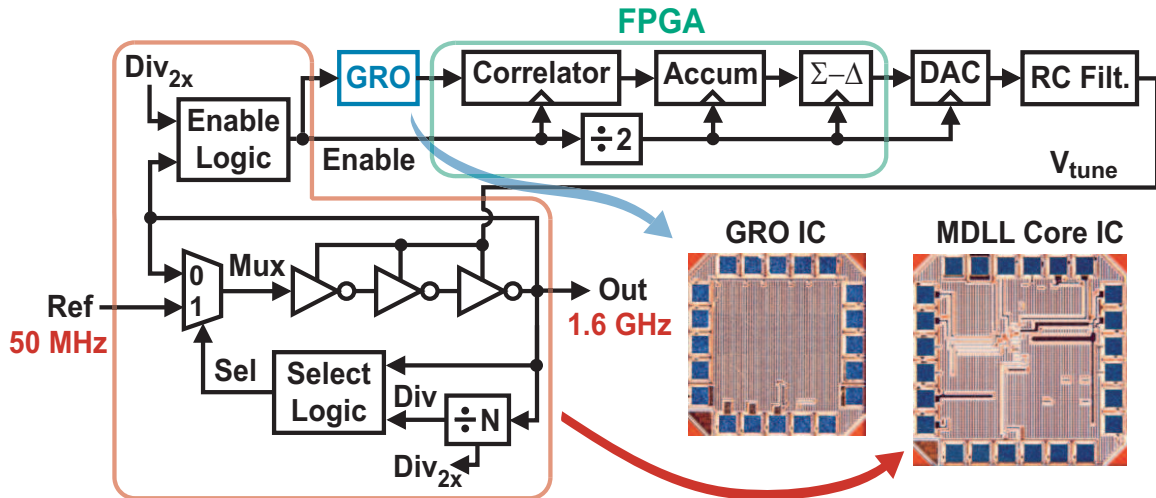 FPGA
Div2x
GRO
Correlator
Accum
Σ–Δ
DAC
RC Filt.
Enable
Logic
÷2
Enable
Vtune
GRO IC
MDLL Core IC
0
1
Mux
Ref
50 MHz
Out
1.6 GHz
Sel
Select
Logic
Div
÷N
Div2x